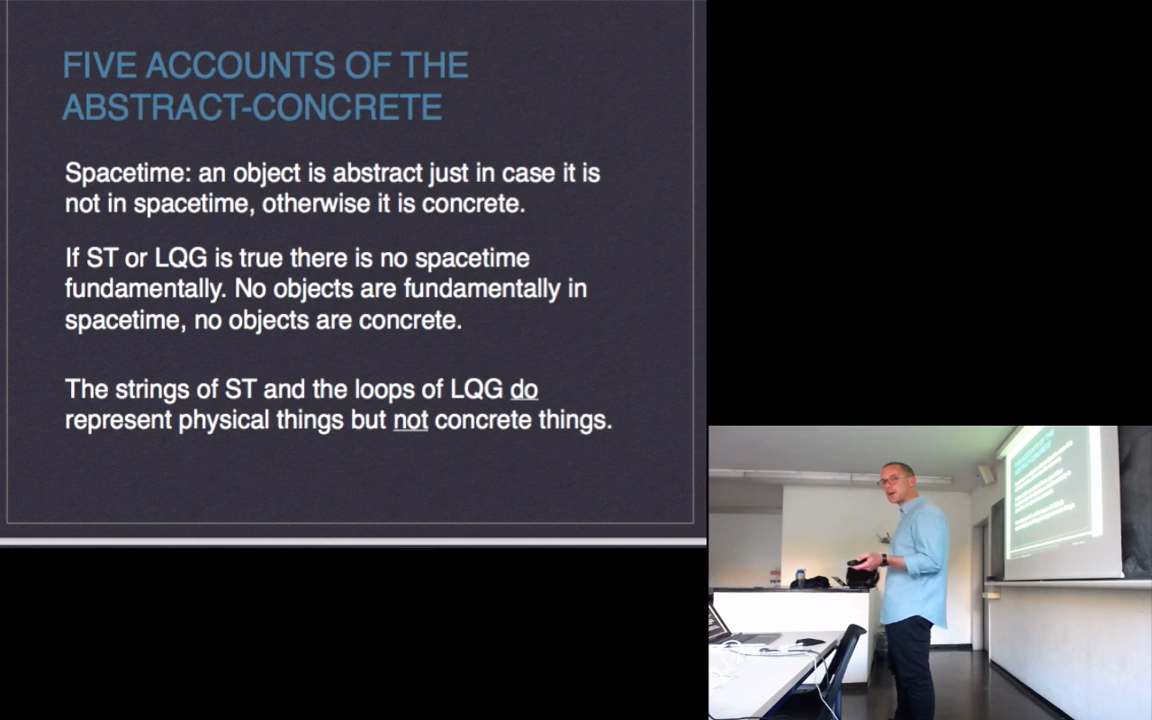 FIVE ACCOUNTS OF THE
ABSTRACT-CONCRETE
Spacetime: an object is abstract just in case it is
not in spacetime, otherwise it is concrete.
If ST or LQG is true there is no spacetime
fundamentally. No objects are fundamentally in
spacetime, no objects are concrete.
The strings of ST and the loops of LQG do
represent physical things but not concrete things.